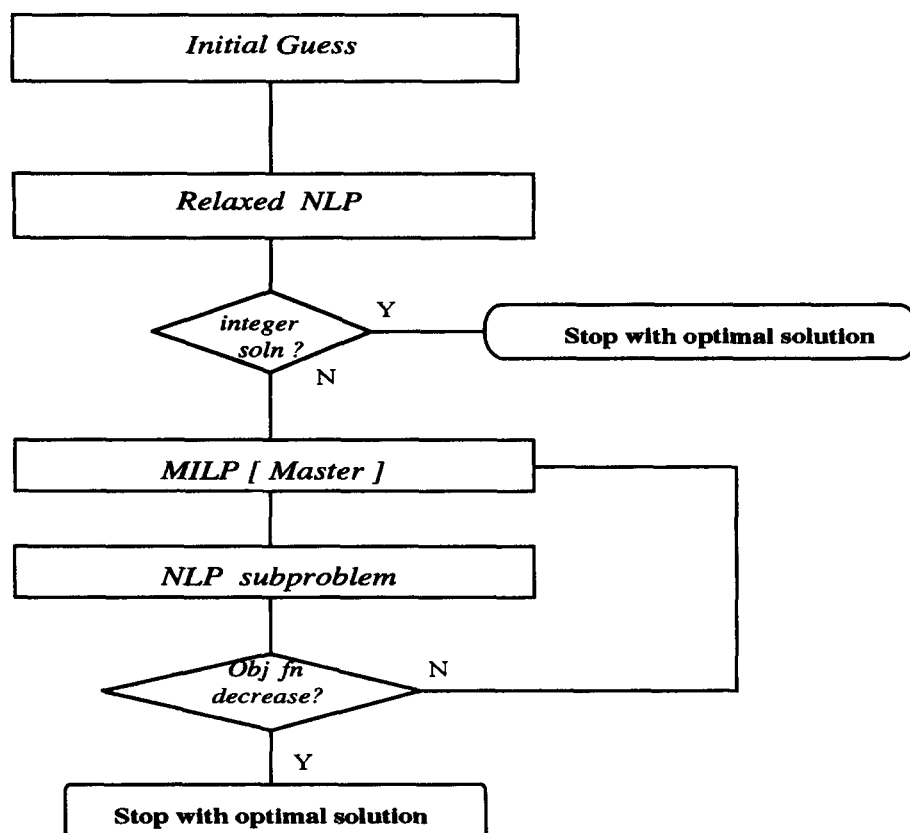 Initial Guess
Relaxed NLP
integer
soln ?
Y
Stop with optimal solution
N
MILP [ Master ]
NLP subproblem
Obj fn
decrease?
N
Y
Stop with optimal solution